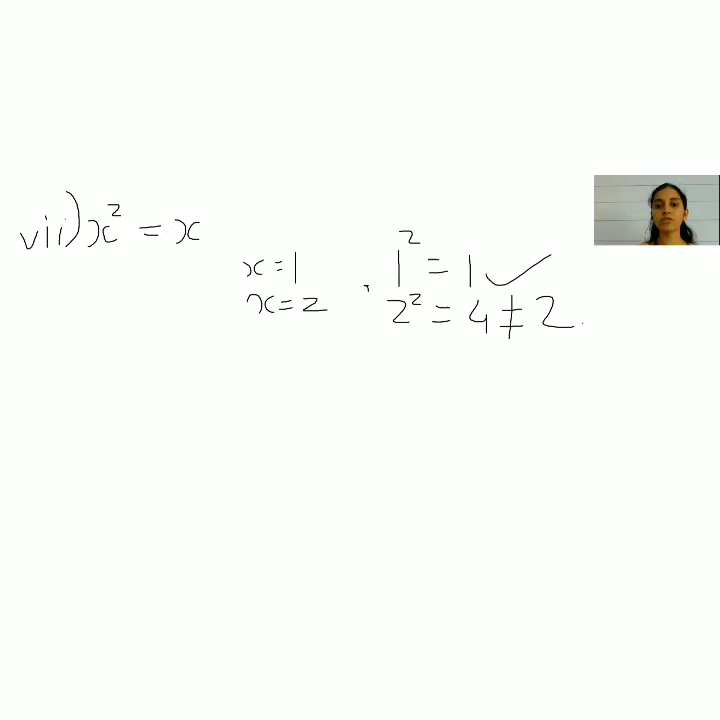 vii) x² = x
x = 1 . 1² = 1 ✓
x = 2 2² = 4 ≠ 2.